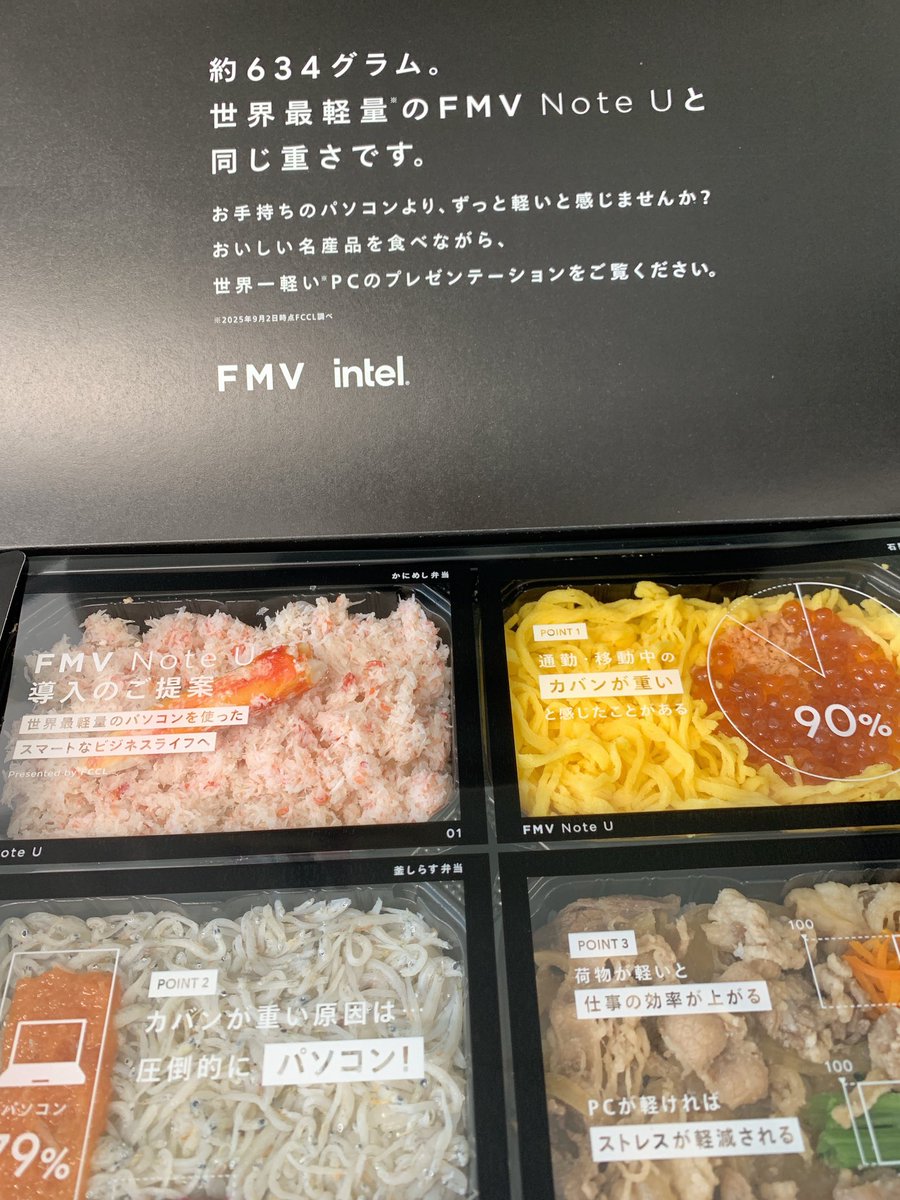 約634グラム。
世界最軽量※のFMV Note Uと
同じ重さです。
お手持ちのパソコンより、ずっと軽いと感じませんか?
おいしい名産品を食べながら、
世界一軽い※PCのプレゼンテーションをご覧ください。
※2025年9月2日時点FCCL調べ
FMV intel.
かにめし弁当
FMV Note U
導入のご提案
世界最軽量のパソコンを使った
スマートなビジネスライフへ
Presented by FCCL
ote U
01
石
POINT 1
通勤・移動中の
カバンが重い
と感じたことがある
90%
FMV Note U
釜しらす弁当
POINT 2
カバンが重い原因は…
圧倒的に パソコン!
パソコン
79%
POINT 3
荷物が軽いと
仕事の効率が上がる
100
PCが軽ければ
ストレスが軽減される
100